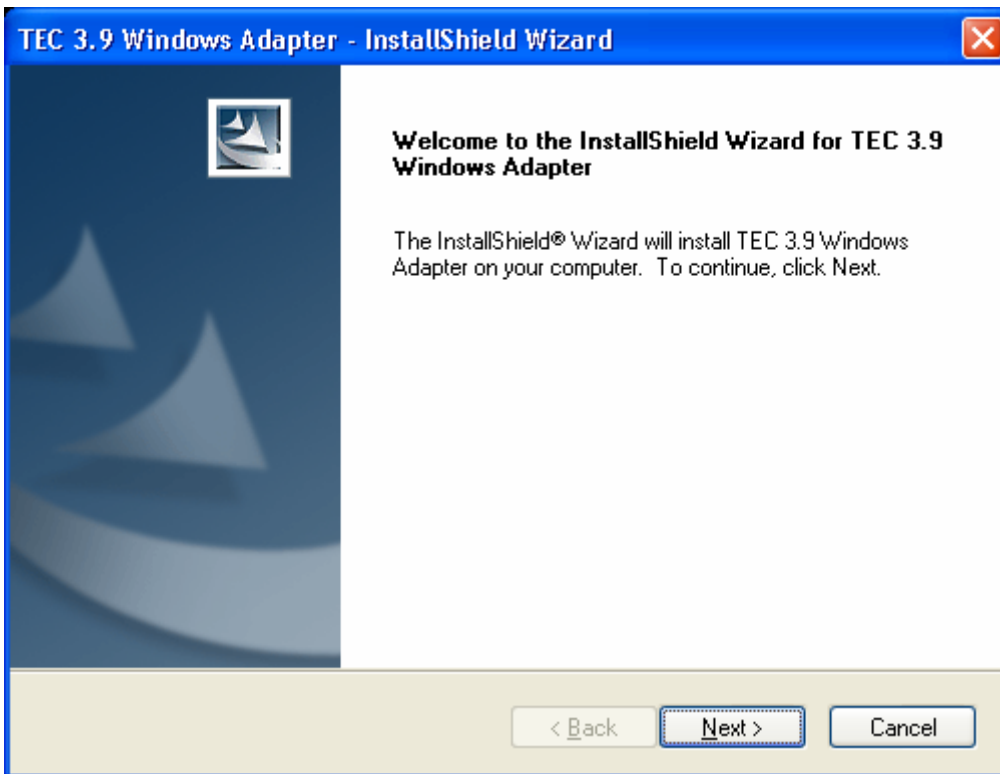 TEC 3.9 Windows Adapter - InstallShield Wizard
Welcome to the InstallShield Wizard for TEC 3.9
Windows Adapter
The InstallShield® Wizard will install TEC 3.9 Windows
Adapter on your computer.  To continue, click Next.
< Back
Next >
Cancel